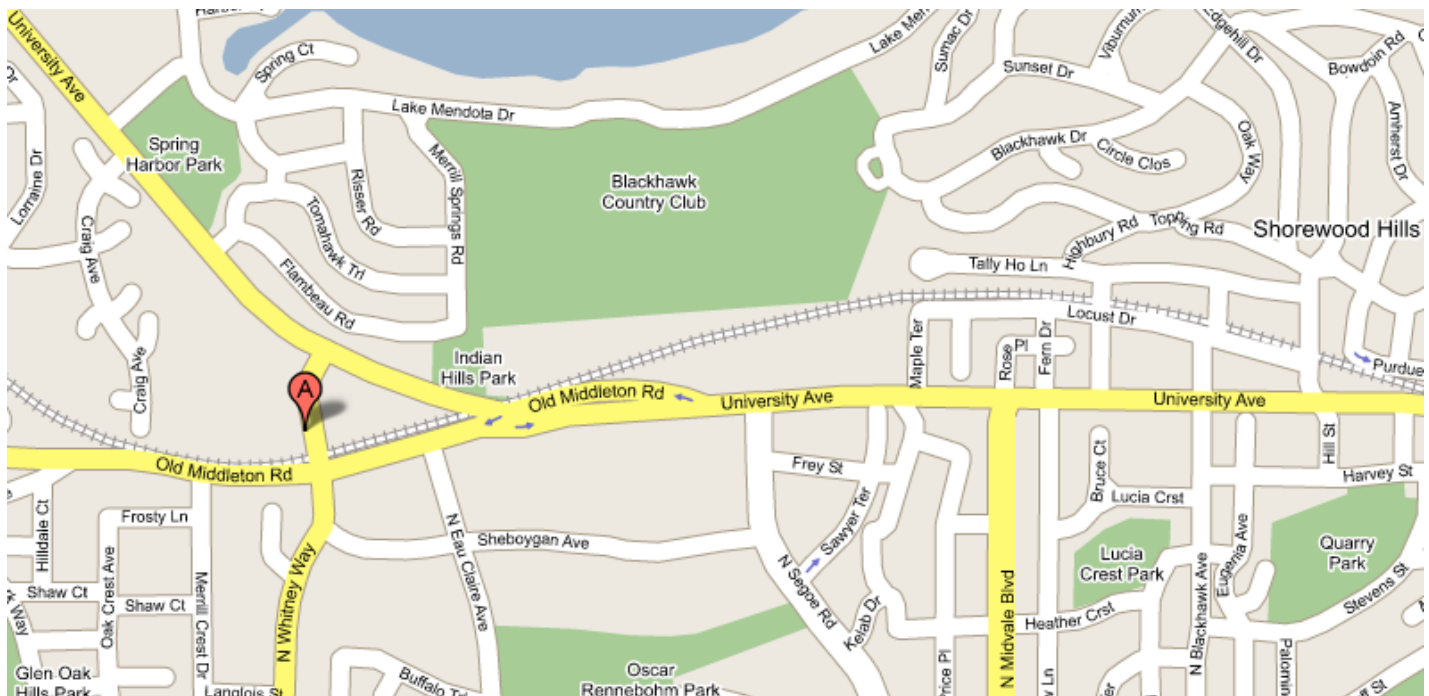 University Ave
Spring Ct
Lake Mendota Dr
Sumac Dr
Sunset Dr
Edgehill Dr
Bowdoin Rd
Spring
Harbor Park
Lorraine Dr
Merrill Springs Rd
Risser Rd
Blackhawk
Country Club
Blackhawk Dr
Circle Clos
Oak Way
Amherst Dr
Craig Ave
Tomahawk Trl
Flambeau Rd
Highbury Rd
Topping Rd
Shorewood Hills
Tally Ho Ln
Locust Dr
Maple Ter
Rose Pl
Fern Dr
Purdue
Indian
Hills Park
Craig Ave
A
Old Middleton Rd
University Ave
University Ave
Old Middleton Rd
Frey St
Sawyer Ter
Bruce Ct
Hill St
Harvey St
Lucia Crst
Hildale Ct
Frosty Ln
Sheboygan Ave
N Eau Claire Ave
Lucia
Crest Park
Eugenia Ave
Quarry
Park
Shaw Ct
Oak Crest Ave
Shaw Ct
Merrill Crest Dr
N Whitney Way
N Segoe Rd
Kelab Dr
N Midvale Blvd
Heather Crst
N Blackhawk Ave
Stevens St
Glen Oak
Hills Park
Langlois St
Oscar
Rennebohm Park